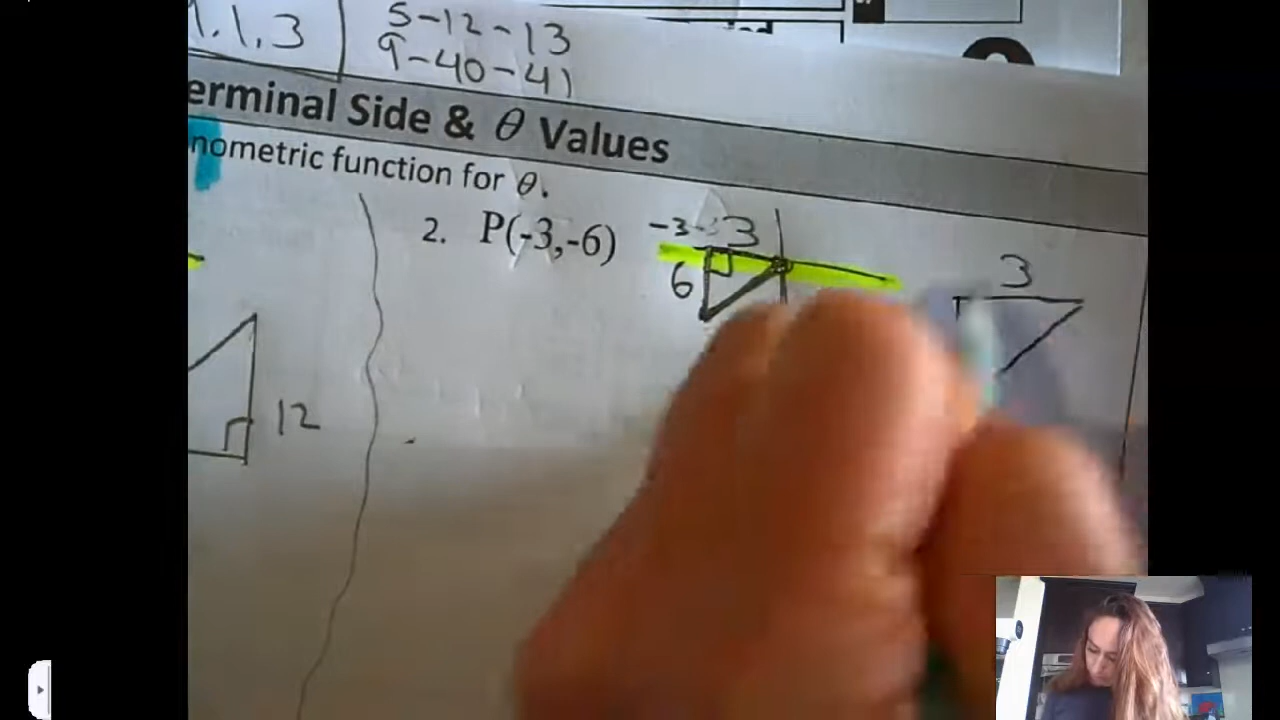 1.1.3
5-12-13
9-40-41
erminal Side & θ Values
nometric function for θ.
2. P(-3,-6)
-3
3
6
3
12